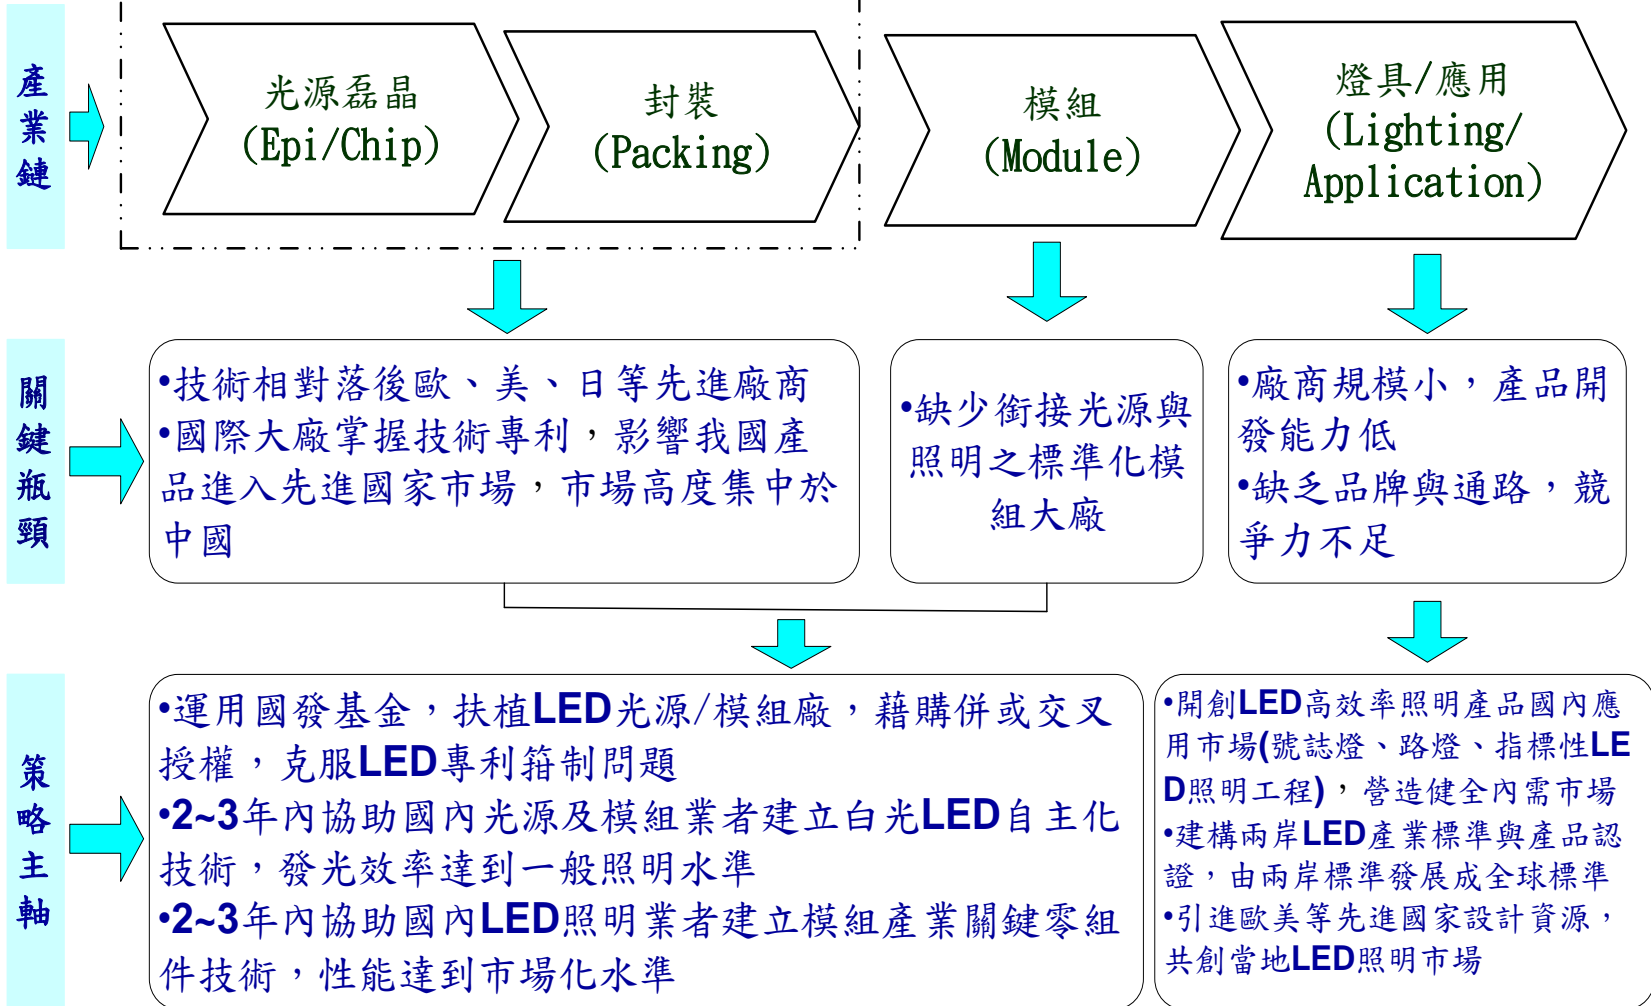 產業鏈
光源磊晶
(Epi/Chip)
封裝
(Packing)
模組
(Module)
燈具/應用
(Lighting/
Application)
關鍵瓶頸
•技術相對落後歐、美、日等先進廠商
•國際大廠掌握技術專利，影響我國產
品進入先進國家市場，市場高度集中於
中國
•缺少銜接光源與
照明之標準化模
組大廠
•廠商規模小，產品開
發能力低
•缺乏品牌與通路，競
爭力不足
策略主軸
•運用國發基金，扶植LED光源/模組廠，藉購併或交叉
授權，克服LED專利箝制問題
•2~3年內協助國內光源及模組業者建立白光LED自主化
技術，發光效率達到一般照明水準
•2~3年內協助國內LED照明業者建立模組產業關鍵零組
件技術，性能達到市場化水準
•開創LED高效率照明產品國內應
用市場(號誌燈、路燈、指標性LE
D照明工程)，營造健全內需市場
•建構兩岸LED產業標準與產品認
證，由兩岸標準發展成全球標準
•引進歐美等先進國家設計資源，
共創當地LED照明市場